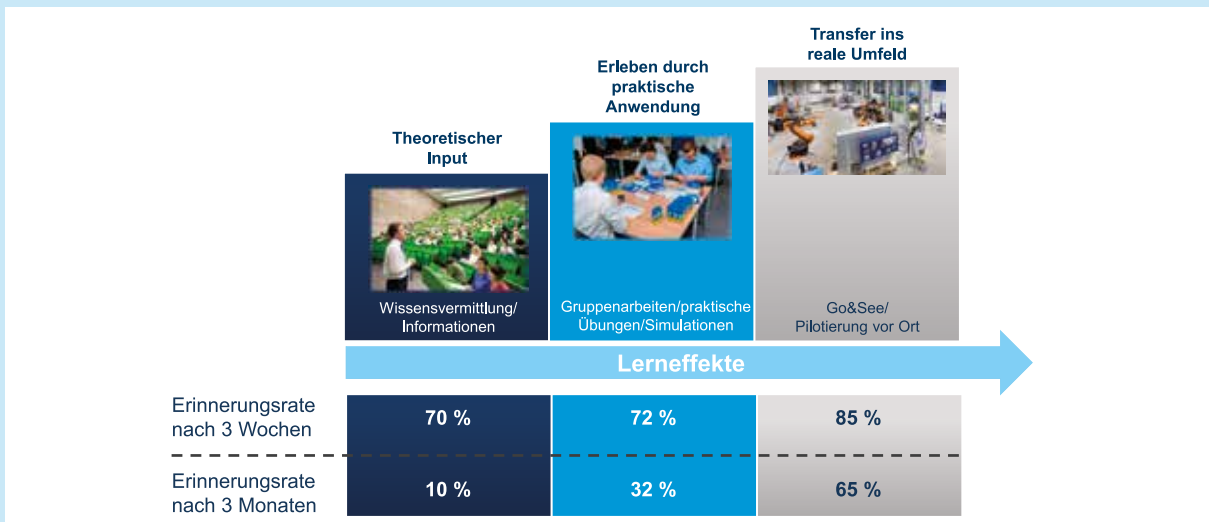 Theoretischer
Input
Erleben durch
praktische
Anwendung
Transfer ins
reale Umfeld
Wissensvermittlung/
Informationen
Gruppenarbeiten/praktische
Übungen/Simulationen
Go&See/
Pilotierung vor Ort
Lerneffekte
Erinnerungsrate
nach 3 Wochen
70 %
72 %
85 %
Erinnerungsrate
nach 3 Monaten
10 %
32 %
65 %